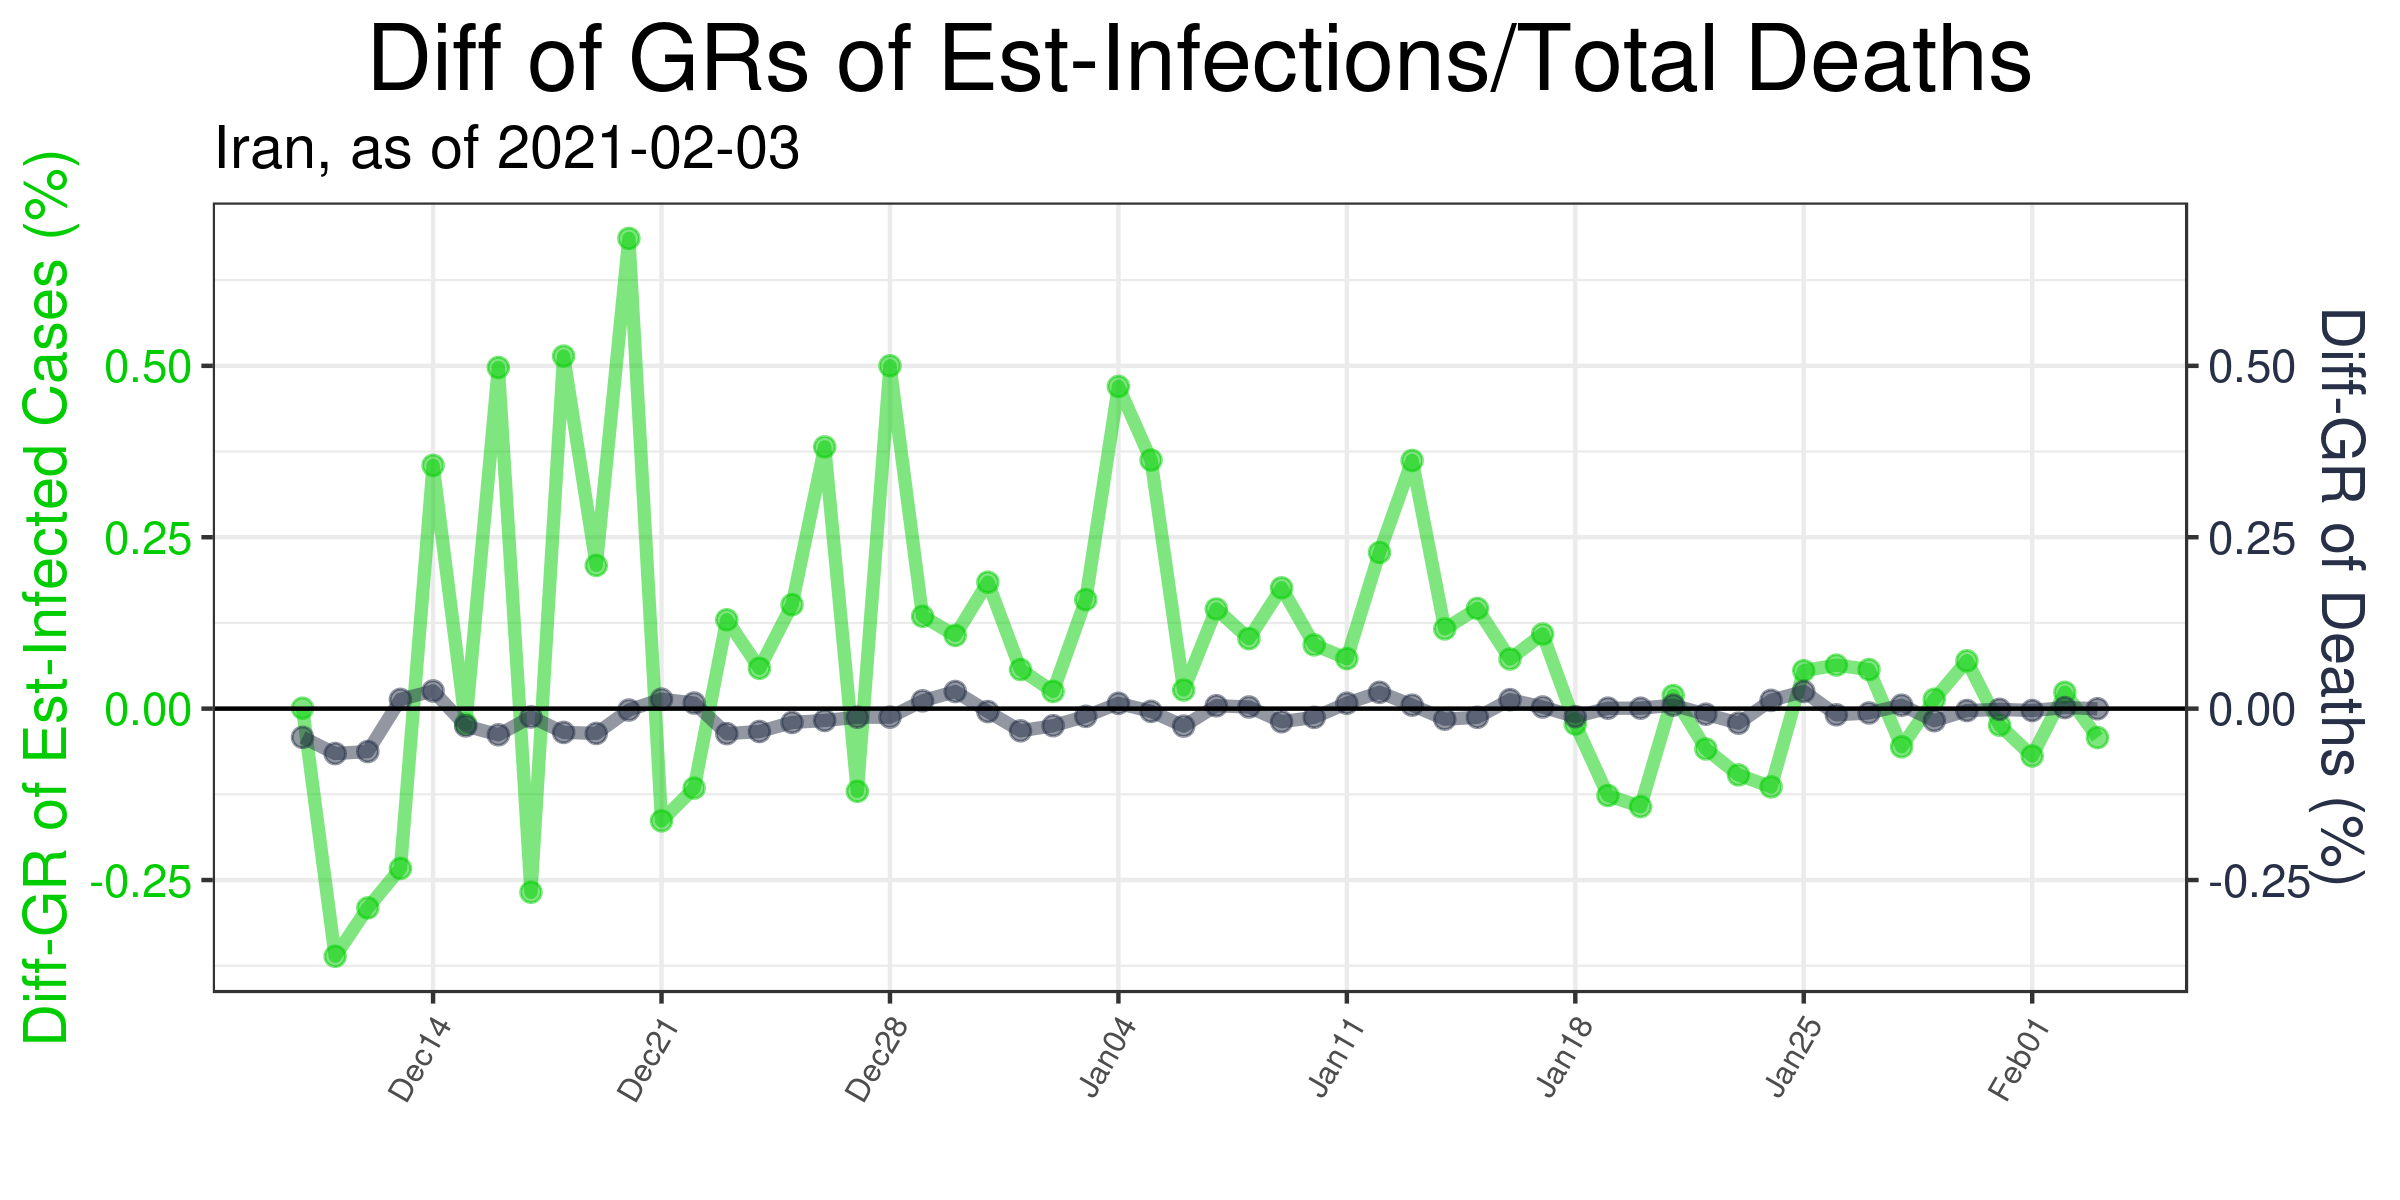 Diff of GRs of Est-Infections/Total Deaths
Iran, as of 2021-02-03
Diff-GR of Est-Infected Cases (%)
0.50
0.25
0.00
-0.25
0.50
0.25
0.00
-0.25
Diff-GR of Deaths (%)
Dec14
Dec21
Dec28
Jan04
Jan11
Jan18
Jan25
Feb01